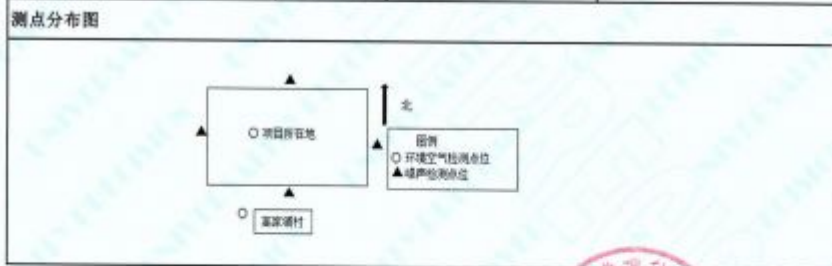 测点分布图
北
○ 项目所在地
图例
○ 环境空气检测点位
▲ 噪声检测点位